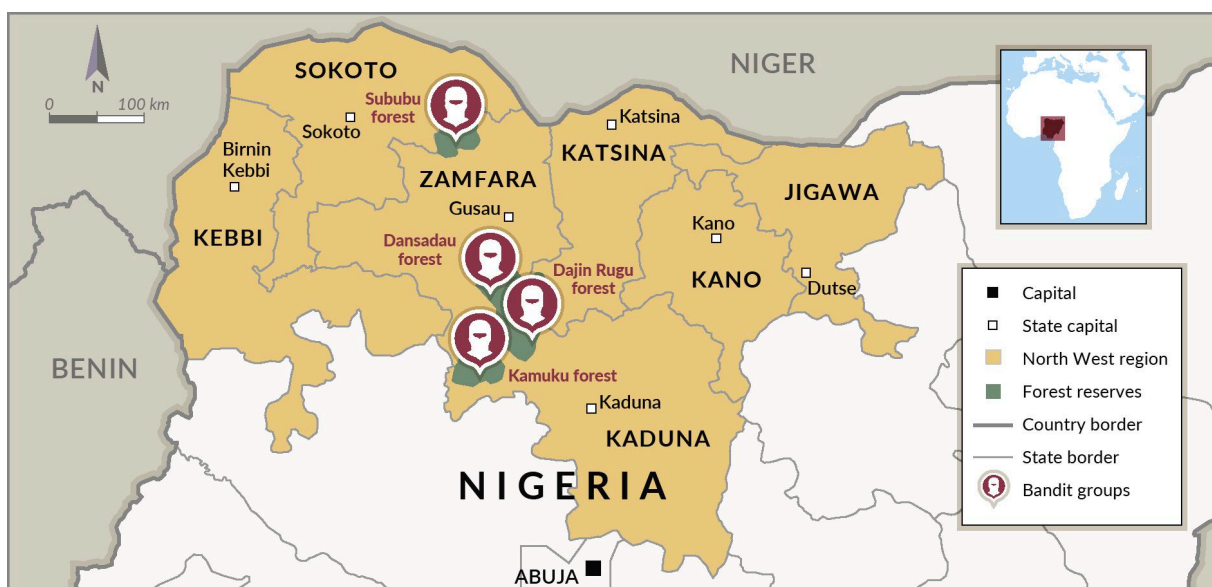 NIGER
SOKOTO
Sububu
forest
N
0
100 km
Sokoto
Katsina
KATSINA
Birnin
Kebbi
ZAMFARA
JIGAWA
Gusau
Kano
KEBBI
Dansadau
forest
Dajin Rugu
forest
KANO
Dutse
BENIN
Kamuku forest
Kaduna
KADUNA
NIGERIA
ABUJA
Capital
State capital
North West region
Forest reserves
Country border
State border
Bandit groups